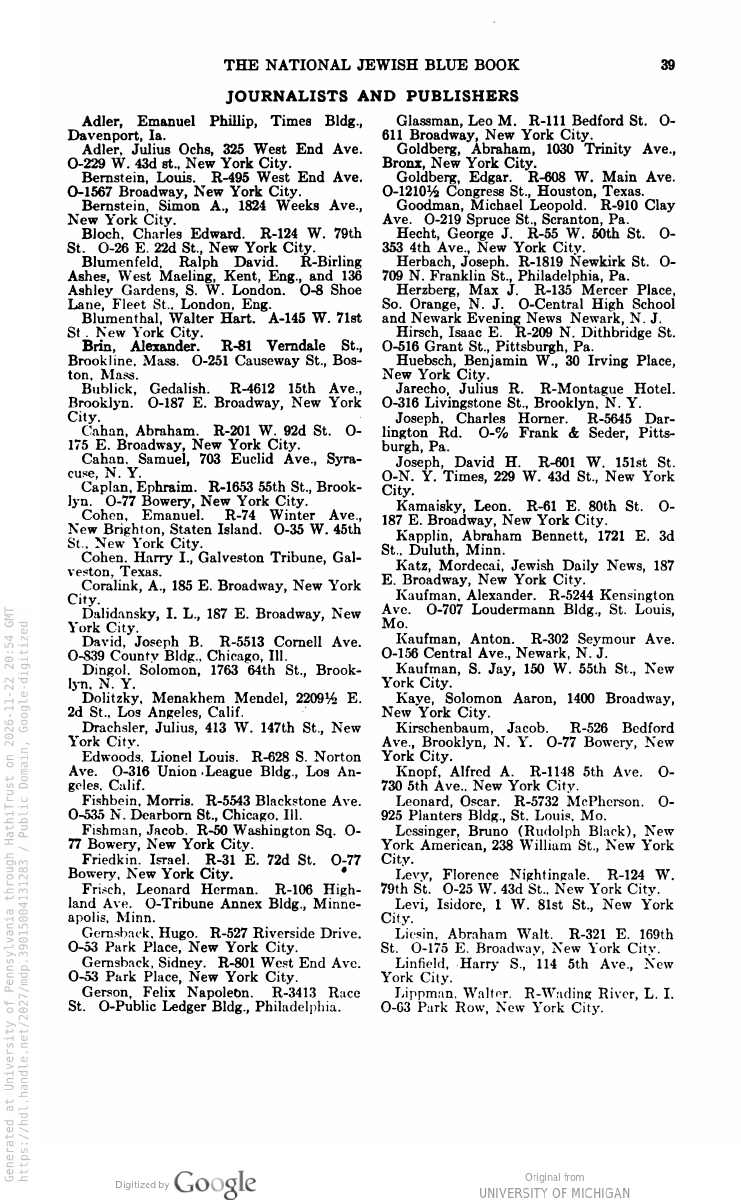 THE NATIONAL JEWISH BLUE BOOK 39
JOURNALISTS AND PUBLISHERS
Adler, Emanuel Phillip, Times Bldg.,
Davenport, Ia.
Adler, Julius Ochs, 325 West End Ave.
O-229 W. 43d st., New York City.
Bernstein, Louis. R-495 West End Ave.
O-1567 Broadway, New York City.
Bernstein, Simon A., 1824 Weeks Ave.,
New York City.
Bloch, Charles Edward. R-124 W. 79th
St. O-26 E. 22d St., New York City.
Blumenfeld, Ralph David. R-Birling
Ashes, West Maeling, Kent, Eng., and 136
Ashley Gardens, S. W. London. O-8 Shoe
Lane, Fleet St., London, Eng.
Blumenthal, Walter Hart. A-145 W. 71st
St . New York City.
Brin, Alexander. R-81 Verndale St.,
Brookline, Mass. O-251 Causeway St., Bos-
ton, Mass.
Bublick, Gedalish. R-4612 15th Ave.,
Brooklyn. O-187 E. Broadway, New York
City.
Cahan, Abraham. R-201 W. 92d St. O-
175 E. Broadway, New York City.
Cahan, Samuel, 703 Euclid Ave., Syra-
cuse, N. Y.
Caplan, Ephraim. R-1653 55th St., Brook-
lyn. O-77 Bowery, New York City.
Cohen, Emanuel. R-74 Winter Ave.,
New Brighton, Staten Island. O-35 W. 45th
St., New York City.
Cohen, Harry I., Galveston Tribune, Gal-
veston, Texas.
Coralink, A., 185 E. Broadway, New York
City.
Dalidansky, I. L., 187 E. Broadway, New
York City.
David, Joseph B. R-5513 Cornell Ave.
O-839 County Bldg., Chicago, Ill.
Dingol, Solomon, 1763 64th St., Brook-
lyn, N. Y.
Dolitzky, Menakhem Mendel, 2209½ E.
2d St., Los Angeles, Calif.
Drachsler, Julius, 413 W. 147th St., New
York City.
Edwoods, Lionel Louis. R-628 S. Norton
Ave. O-316 Union League Bldg., Los An-
geles, Calif.
Fishbein, Morris. R-5543 Blackstone Ave.
O-535 N. Dearborn St., Chicago, Ill.
Fishman, Jacob. R-50 Washington Sq. O-
77 Bowery, New York City.
Friedkin, Israel. R-31 E. 72d St. O-77
Bowery, New York City.
Frisch, Leonard Herman. R-106 High-
land Ave. O-Tribune Annex Bldg., Minne-
apolis, Minn.
Gernsback, Hugo. R-527 Riverside Drive.
O-53 Park Place, New York City.
Gernsback, Sidney. R-801 West End Ave.
O-53 Park Place, New York City.
Gerson, Felix Napoleon. R-3413 Race
St. O-Public Ledger Bldg., Philadelphia.
Glassman, Leo M. R-111 Bedford St. O-
611 Broadway, New York City.
Goldberg, Abraham, 1030 Trinity Ave.,
Bronx, New York City.
Goldberg, Edgar. R-608 W. Main Ave.
O-1210½ Congress St., Houston, Texas.
Goodman, Michael Leopold. R-910 Clay
Ave. O-219 Spruce St., Scranton, Pa.
Hecht, George J. R-55 W. 50th St. O-
353 4th Ave., New York City.
Herbach, Joseph. R-1819 Newkirk St. O-
709 N. Franklin St., Philadelphia, Pa.
Herzberg, Max J. R-135 Mercer Place,
So. Orange, N. J. O-Central High School
and Newark Evening News Newark, N. J.
Hirsch, Isaac E. R-209 N. Dithbridge St.
O-516 Grant St., Pittsburgh, Pa.
Huebsch, Benjamin W., 30 Irving Place,
New York City.
Jarecho, Julius R. R-Montague Hotel.
O-316 Livingstone St., Brooklyn, N. Y.
Joseph, Charles Homer. R-5645 Dar-
lington Rd. O-% Frank & Seder, Pitts-
burgh, Pa.
Joseph, David H. R-601 W. 151st St.
O-N. Y. Times, 229 W. 43d St., New York
City.
Kamaisky, Leon. R-61 E. 80th St. O-
187 E. Broadway, New York City.
Kapplin, Abraham Bennett, 1721 E. 3d
St., Duluth, Minn.
Katz, Mordecai, Jewish Daily News, 187
E. Broadway, New York City.
Kaufman, Alexander. R-5244 Kensington
Ave. O-707 Loudermann Bldg., St. Louis,
Mo.
Kaufman, Anton. R-302 Seymour Ave.
O-156 Central Ave., Newark, N. J.
Kaufman, S. Jay, 150 W. 55th St., New
York City.
Kaye, Solomon Aaron, 1400 Broadway,
New York City.
Kirschenbaum, Jacob. R-526 Bedford
Ave., Brooklyn, N. Y. O-77 Bowery, New
York City.
Knopf, Alfred A. R-1148 5th Ave. O-
730 5th Ave., New York City.
Leonard, Oscar. R-5732 McPherson. O-
925 Planters Bldg., St. Louis, Mo.
Lessinger, Bruno (Rudolph Black), New
York American, 238 William St., New York
City.
Levy, Florence Nightingale. R-124 W.
79th St. O-25 W. 43d St., New York City.
Levi, Isidore, 1 W. 81st St., New York
City.
Liesin, Abraham Walt. R-321 E. 169th
St. O-175 E. Broadway, New York City.
Linfield, Harry S., 114 5th Ave., New
York City.
Lippman, Walter. R-Wading River, L. I.
O-63 Park Row, New York City.
Generated at University of Pennsylvania through HathiTrust on 2026-11-22 20:54 GMT
https://hdl.handle.net/2027/mdp.39015004131283 / Public Domain, Google-digitized
Digitized by Google
Original from
UNIVERSITY OF MICHIGAN